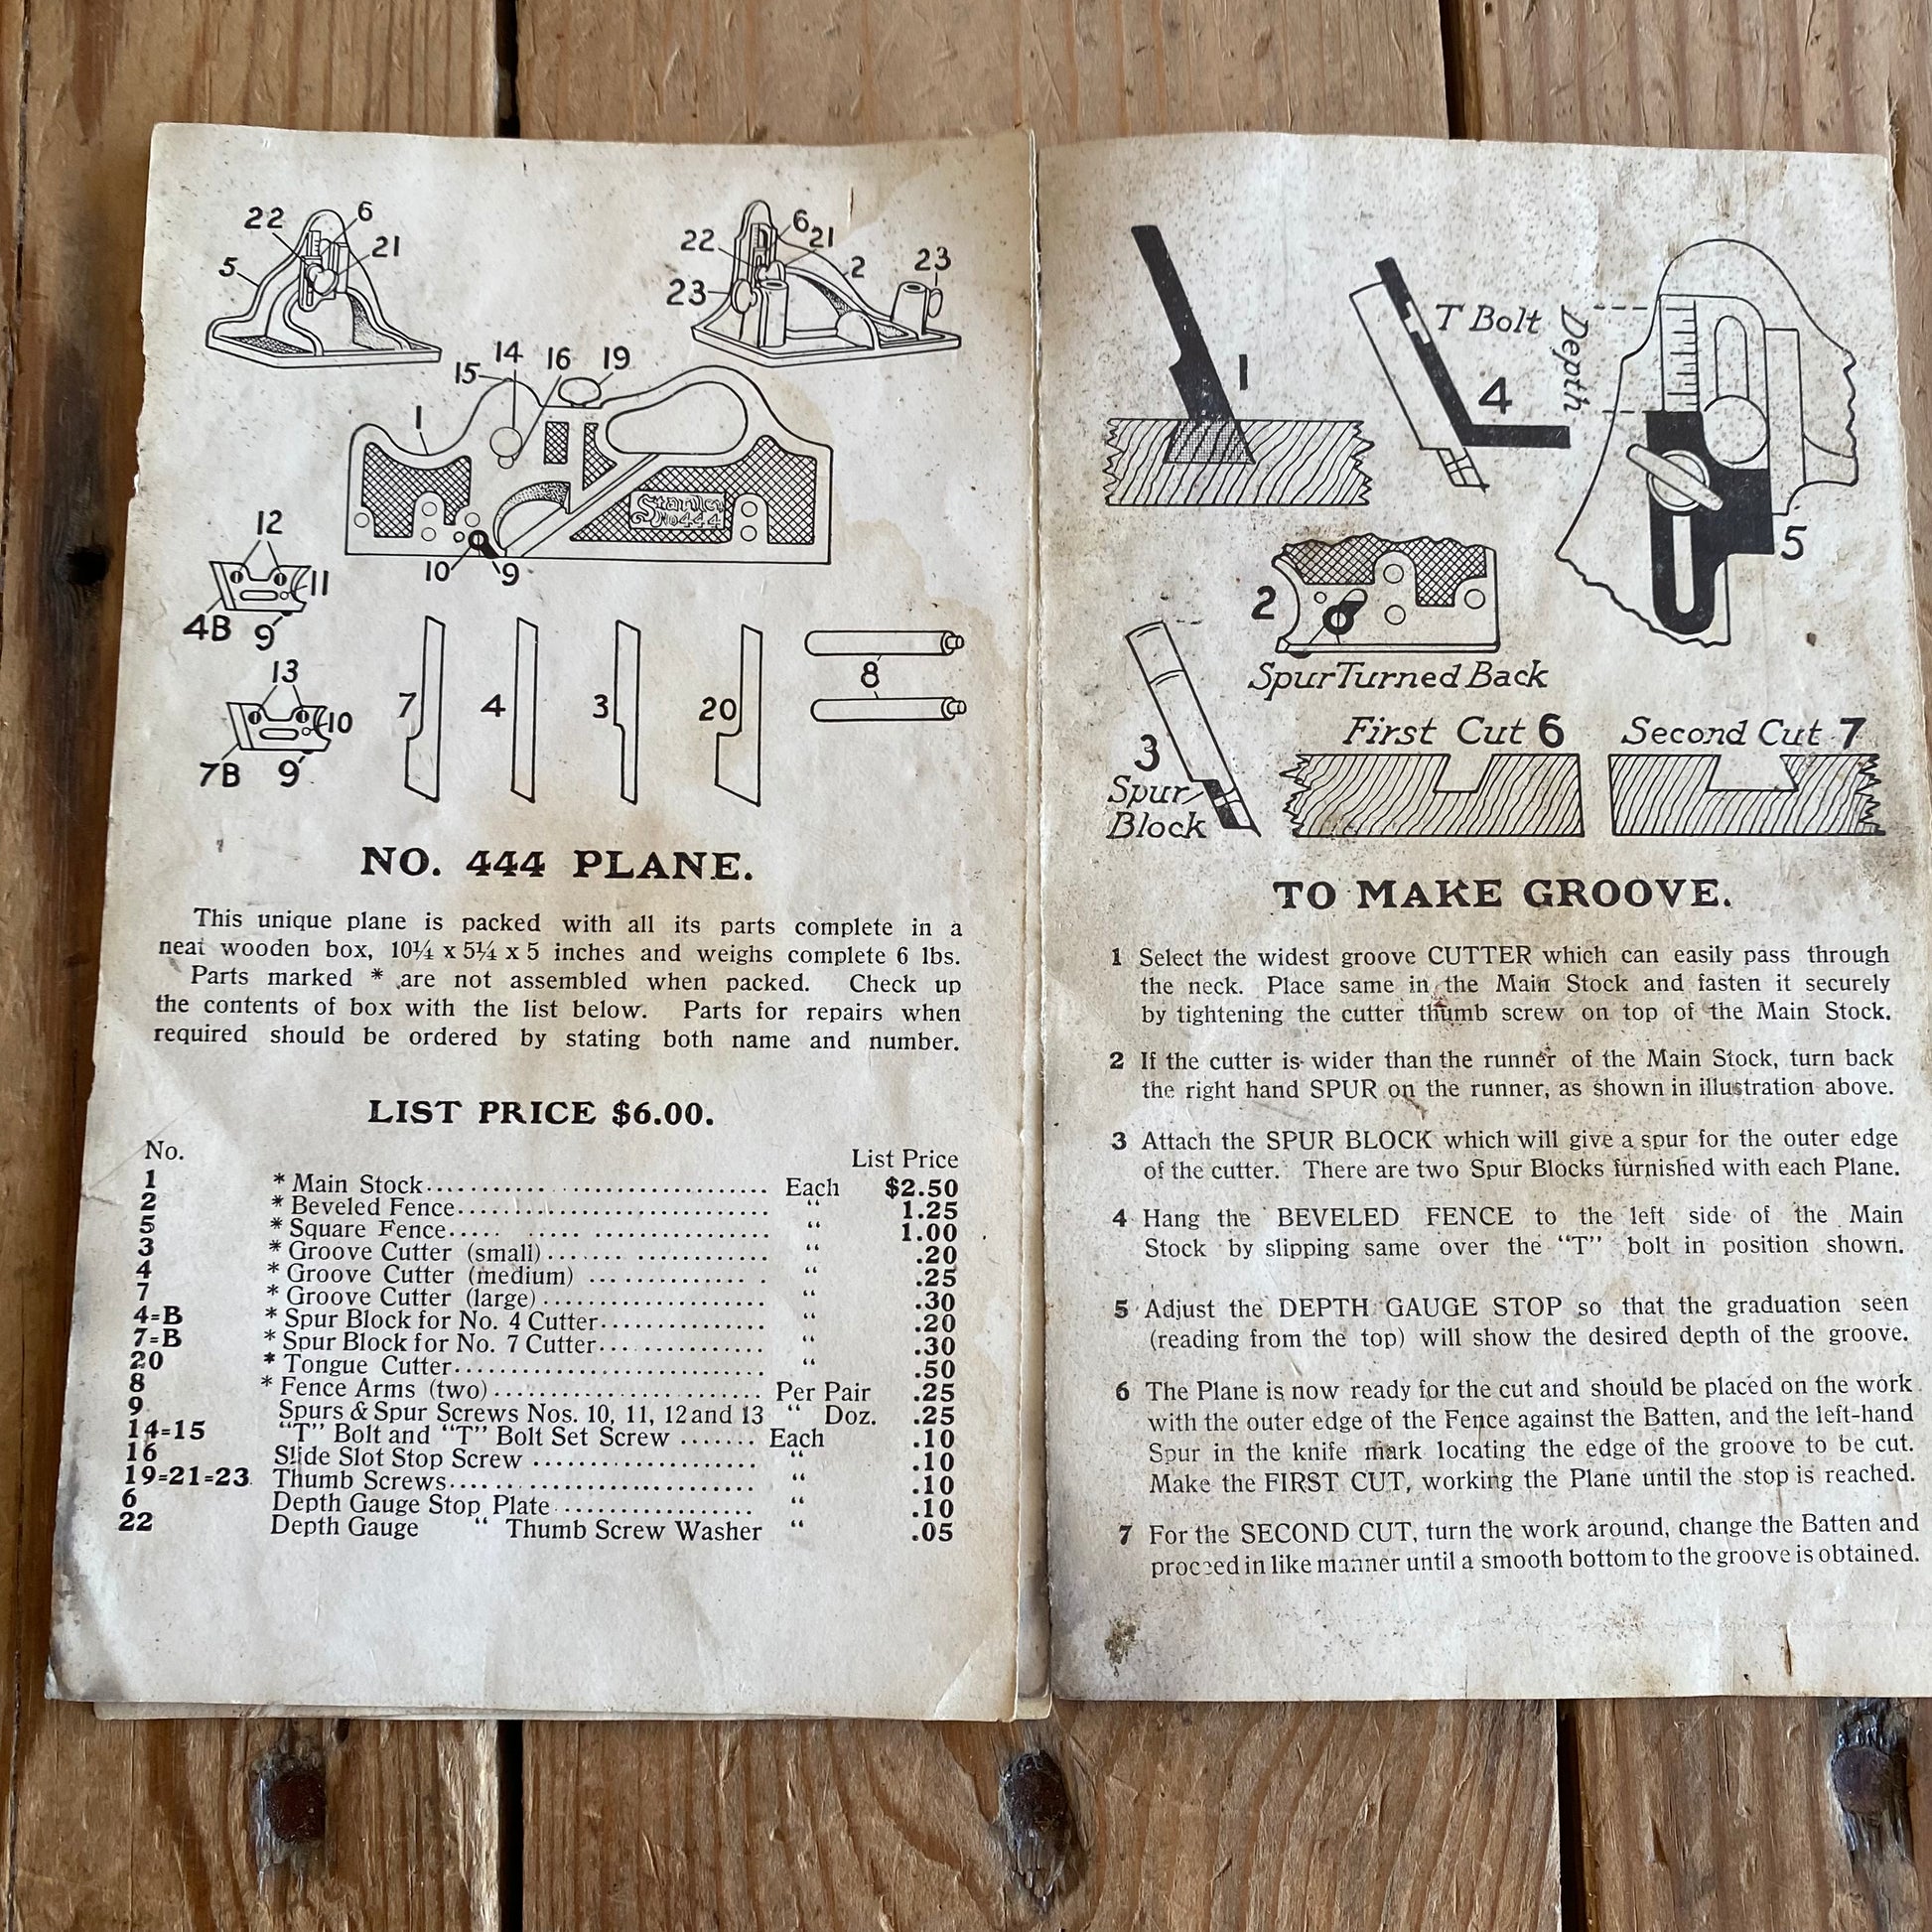 22
6
21
5
22
6
21
2
23
23
14
16
19
15
1
Stanley
No 444
12
11
10
9
4B
9
13
10
7B
9
7
4
3
20
8
NO. 444 PLANE.
This unique plane is packed with all its parts complete in a
neat wooden box, 10¼ x 5¼ x 5 inches and weighs complete 6 lbs.
Parts marked * are not assembled when packed. Check up
the contents of box with the list below. Parts for repairs when
required should be ordered by stating both name and number.
LIST PRICE $6.00.
No. List Price
1 * Main Stock Each $2.50
2 * Beveled Fence “ 1.25
5 * Square Fence “ 1.00
3 * Groove Cutter (small) “ .20
4 * Groove Cutter (medium) “ .25
7 * Groove Cutter (large) “ .30
4=B * Spur Block for No. 4 Cutter “ .20
7=B * Spur Block for No. 7 Cutter “ .30
20 * Tongue Cutter “ .50
8 * Fence Arms (two) Per Pair .25
9 Spurs & Spur Screws Nos. 10, 11, 12 and 13 “ Doz. .25
14=15 “T” Bolt and “T” Bolt Set Screw Each .10
16 Slide Slot Stop Screw “ .10
19=21=23 Thumb Screws “ .10
6 Depth Gauge Stop Plate “ .10
22 Depth Gauge “ Thumb Screw Washer “ .05
1
T Bolt
4
Depth
5
2
Spur Turned Back
3
Spur
Block
First Cut 6
Second Cut 7
TO MAKE GROOVE.
1 Select the widest groove CUTTER which can easily pass through
the neck. Place same in the Main Stock and fasten it securely
by tightening the cutter thumb screw on top of the Main Stock.
2 If the cutter is wider than the runner of the Main Stock, turn back
the right hand SPUR on the runner, as shown in illustration above.
3 Attach the SPUR BLOCK which will give a spur for the outer edge
of the cutter. There are two Spur Blocks furnished with each Plane.
4 Hang the BEVELED FENCE to the left side of the Main
Stock by slipping same over the “T” bolt in position shown.
5 Adjust the DEPTH GAUGE STOP so that the graduation seen
(reading from the top) will show the desired depth of the groove.
6 The Plane is now ready for the cut and should be placed on the work
with the outer edge of the Fence against the Batten, and the left-hand
Spur in the knife mark locating the edge of the groove to be cut.
Make the FIRST CUT, working the Plane until the stop is reached.
7 For the SECOND CUT, turn the work around, change the Batten and
proceed in like manner until a smooth bottom to the groove is obtained.